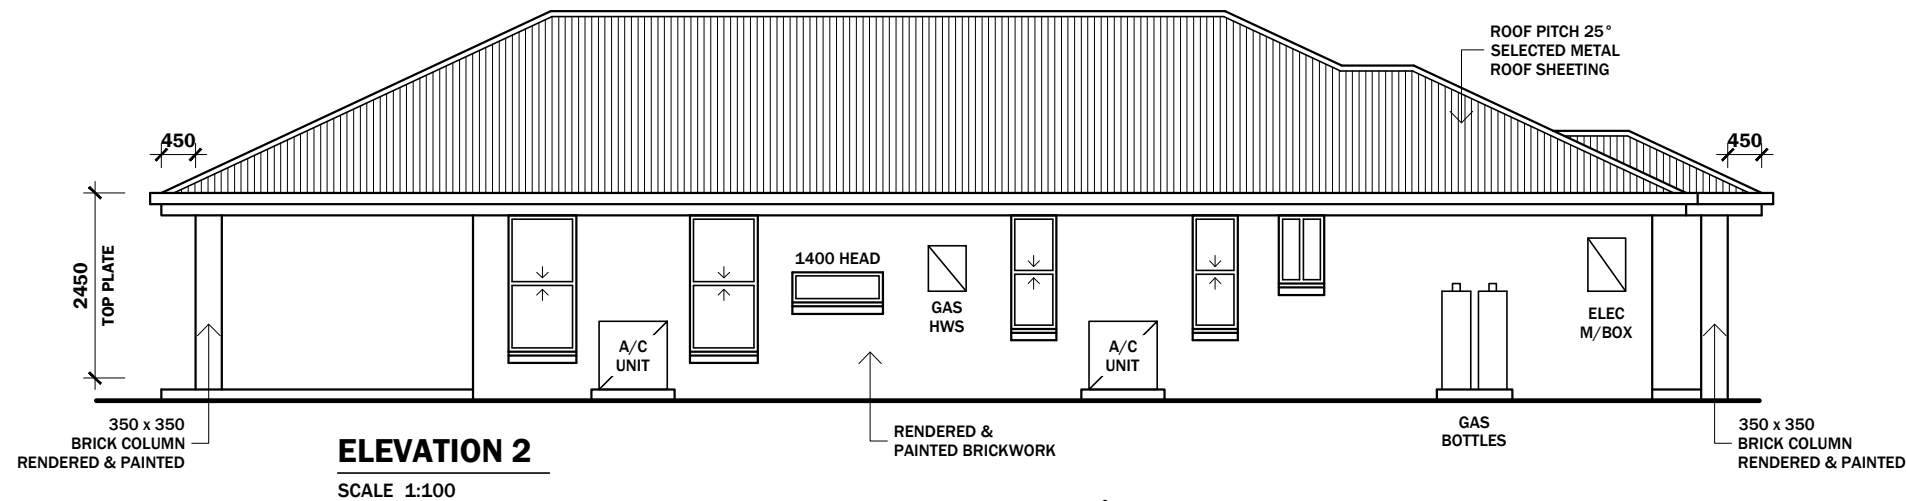 ROOF PITCH 25°
SELECTED METAL
ROOF SHEETING
450
450
2450
TOP PLATE
1400 HEAD
GAS
HWS
ELEC
M/BOX
A/C
UNIT
A/C
UNIT
350 x 350
BRICK COLUMN
RENDERED & PAINTED
RENDERED &
PAINTED BRICKWORK
GAS
BOTTLES
350 x 350
BRICK COLUMN
RENDERED & PAINTED
ELEVATION 2
SCALE 1:100